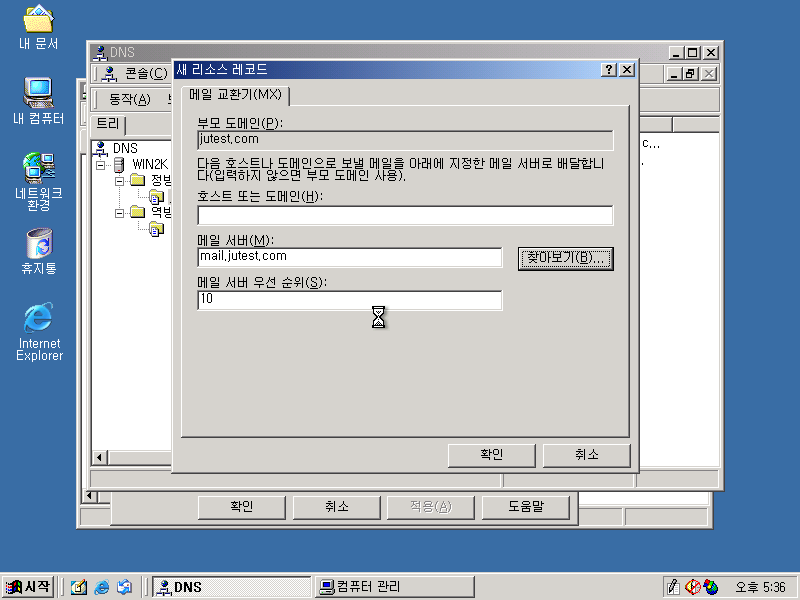 내 문서
내 컴퓨터
네트워크
환경
휴지통
Internet
Explorer
DNS
콘솔(C)
동작(A)
트리
DNS
WIN2K
새 리소스 레코드
메일 교환기(MX)
부모 도메인(P):
jutest.com
다음 호스트나 도메인으로 보낼 메일을 아래에 지정한 메일 서버로 배달합니
다(입력하지 않으면 부모 도메인 사용).
호스트 또는 도메인(H):
메일 서버(M):
mail.jutest.com
찾아보기(B)...
메일 서버 우선 순위(S):
10
확인
취소
확인
취소
적용(A)
도움말
시작
DNS
컴퓨터 관리
오후 5:36